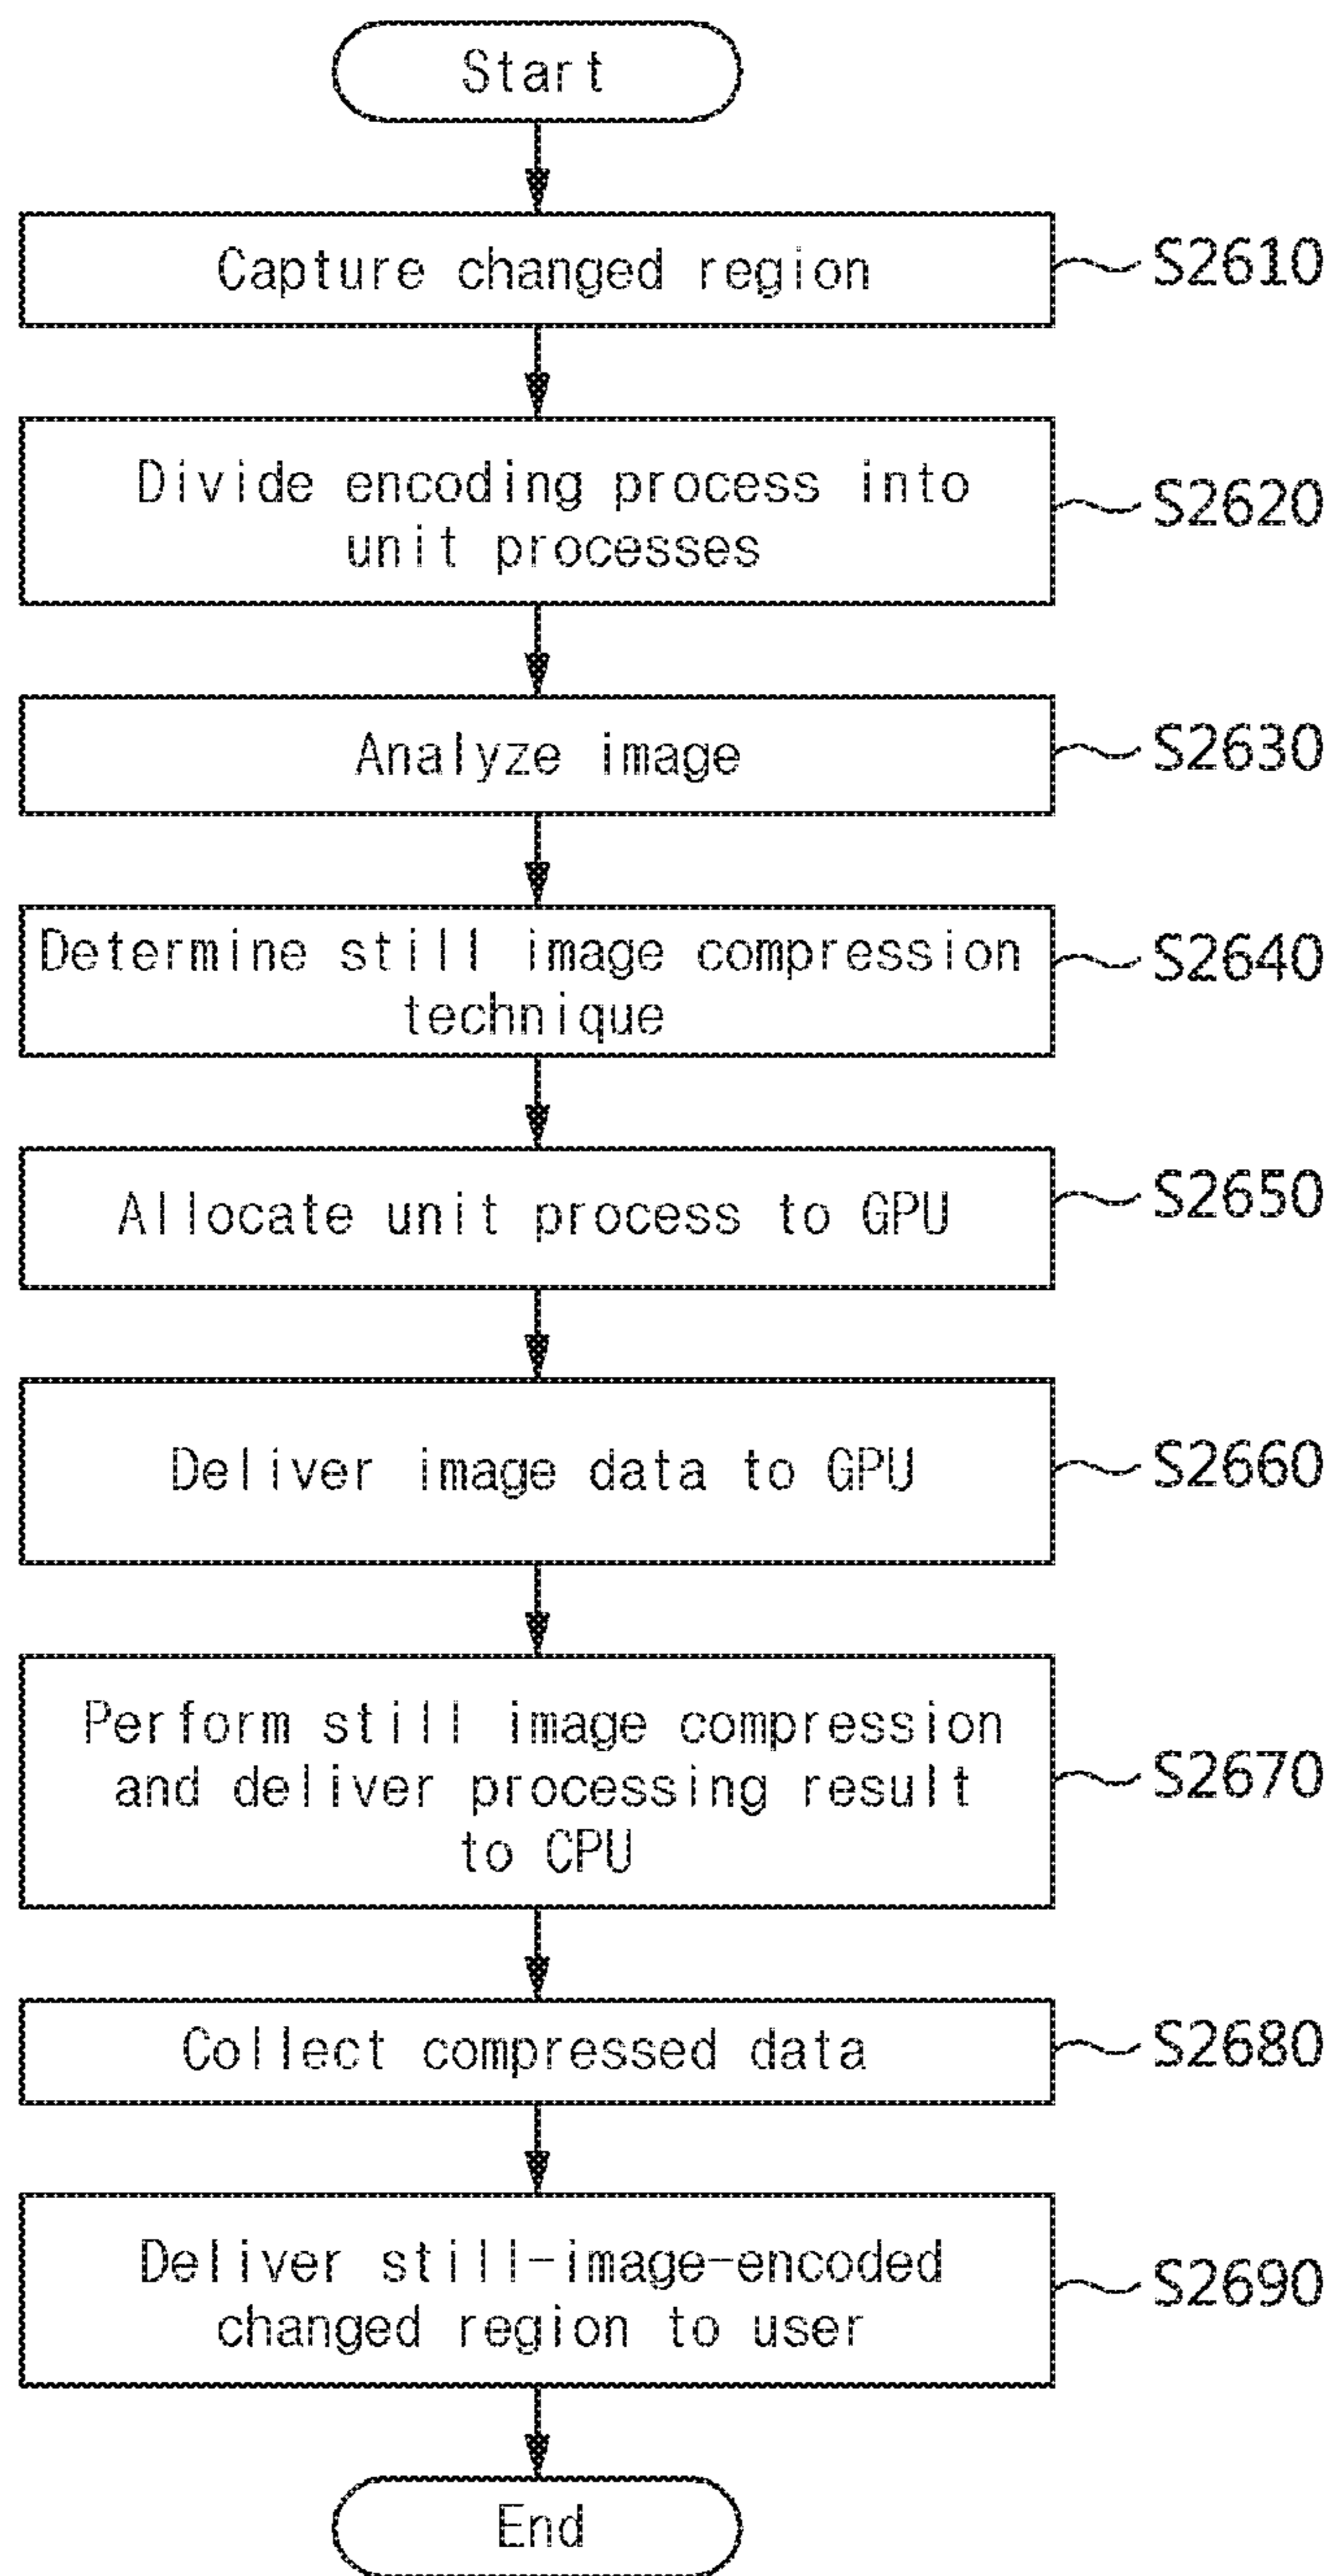 Start
Capture changed region
S2610
Divide encoding process into
unit processes
S2620
Analyze image
S2630
Determine still image compression
technique
S2640
Allocate unit process to GPU
S2650
Deliver image data to GPU
S2660
Perform still image compression
and deliver processing result
to CPU
S2670
Collect compressed data
S2680
Deliver still-image-encoded
changed region to user
S2690
End